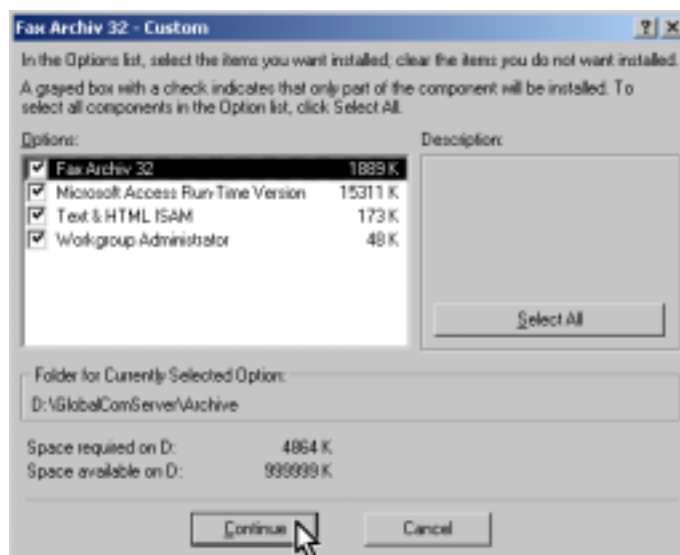 Fax Archiv 32 - Custom
In the Options list, select the items you want installed; clear the items you do not want installed.
A grayed box with a check indicates that only part of the component will be installed. To
select all components in the Option list, click Select All.
Options:
Description:
Fax Archiv 32 1889 K
Microsoft Access Run-Time Version 15311 K
Text & HTML ISAM 173 K
Workgroup Administrator 48 K
Select All
Folder for Currently Selected Option:
D:\GlobalComServer\Archive
Space required on D: 4864 K
Space available on D: 999999 K
Continue
Cancel